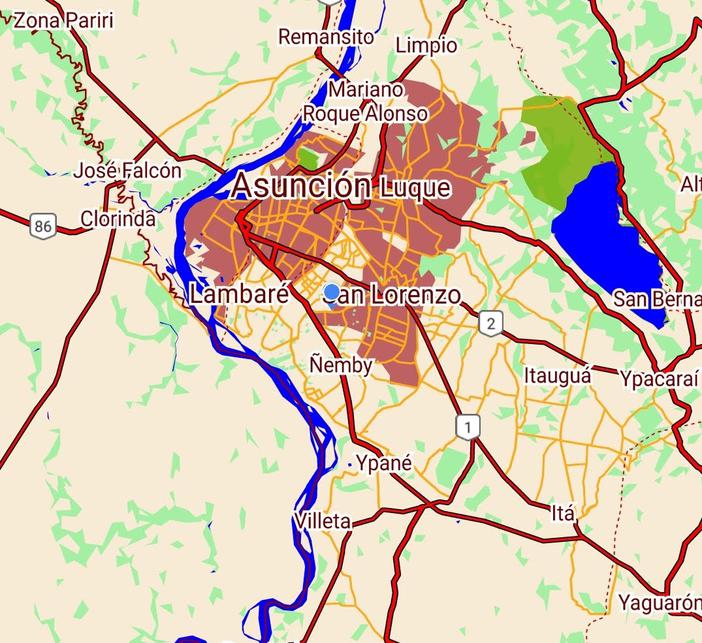 Zona Pariri
Remansito
Limpio
Mariano
Roque Alonso
José Falcón
Asunción
Luque
Alt
Clorinda
86
Lambaré
San Lorenzo
San Berna
2
Ñemby
Itauguá
Ypacaraí
1
Ypané
Villeta
Itá
Yaguarón